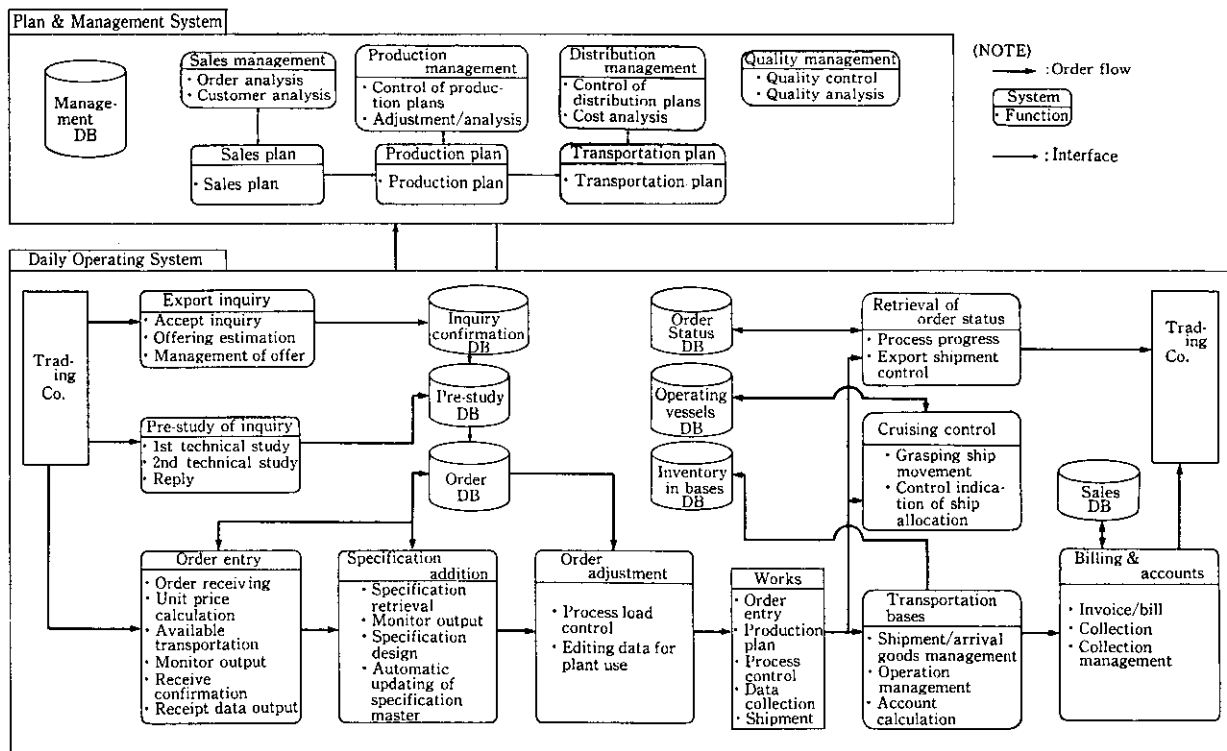 Plan & Management System
Manage-
ment
DB
Sales management
・Order analysis
・Customer analysis
Production
management
・Control of produc-
tion plans
・Adjustment/analysis
Distribution
management
・Control of
distribution plans
・Cost analysis
Quality management
・Quality control
・Quality analysis
Sales plan
・Sales plan
Production plan
・Production plan
Transportation plan
・Transportation plan
(NOTE)
:Order flow
System
・Function
:Interface
Daily Operating System
Trad-
ing
Co.
Export inquiry
・Accept inquiry
・Offering estimation
・Management of offer
Inquiry
confirmation
DB
Pre-study
DB
Order
DB
Pre-study of inquiry
・1st technical study
・2nd technical study
・Reply
Order
Status
DB
Operating
vessels
DB
Inventory
in bases
DB
Retrieval of
order status
・Process progress
・Export shipment
control
Cruising control
・Grasping ship
movement
・Control indica-
tion of ship
allocation
Trad-
ing
Co.
Sales
DB
Order entry
・Order receiving
・Unit price
calculation
・Available
transportation
・Monitor output
・Receive
confirmation
・Receipt data output
Specification
addition
・Specification
retrieval
・Monitor output
・Specification
design
・Automatic
updating of
specification
master
Order
adjustment
・Process load
control
・Editing data for
plant use
Works
・Order
entry
・Production
plan
・Process
control
・Data
collection
・Shipment
Transportation
bases
・Shipment/arrival
goods management
・Operation
management
・Account
calculation
Billing &
accounts
・Invoice/bill
・Collection
・Collection
management